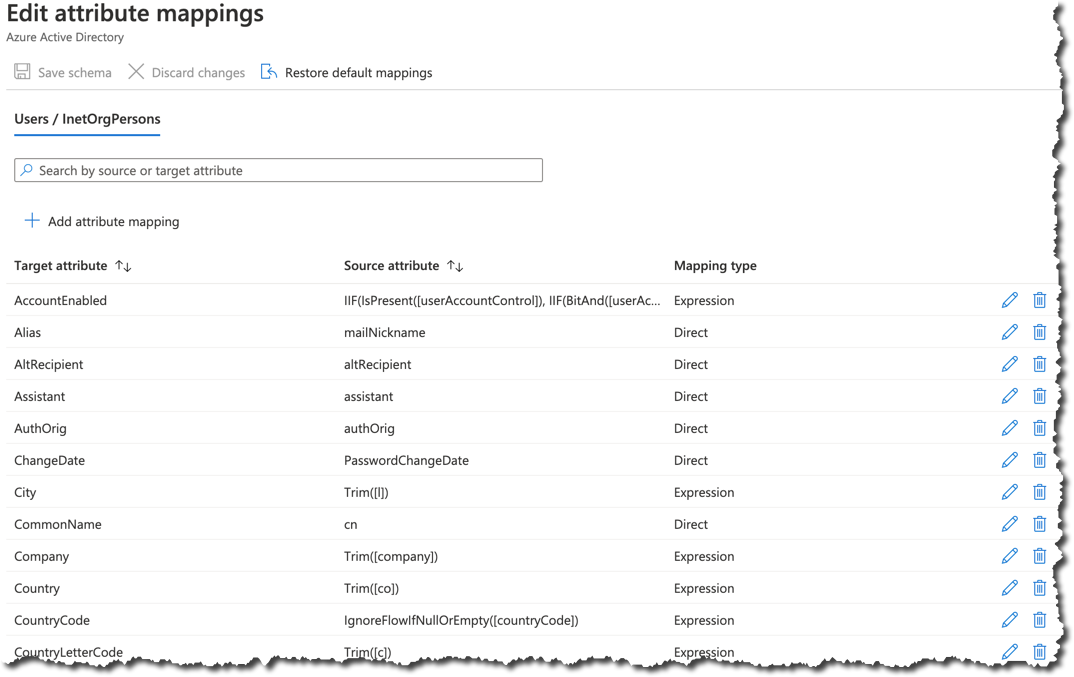 Edit attribute mappings
Azure Active Directory
Save schema Discard changes Restore default mappings
Users / InetOrgPersons
Search by source or target attribute
Add attribute mapping
Target attribute Source attribute Mapping type
AccountEnabled IIF(IsPresent([userAccountControl]), IIF(BitAnd([userAc... Expression
Alias mailNickname Direct
AltRecipient altRecipient Direct
Assistant assistant Direct
AuthOrig authOrig Direct
ChangeDate PasswordChangeDate Direct
City Trim([l]) Expression
CommonName cn Direct
Company Trim([company]) Expression
Country Trim([co]) Expression
CountryCode IgnoreFlowIfNullOrEmpty([countryCode]) Expression
CountryLetterCode Trim([c]) Expression